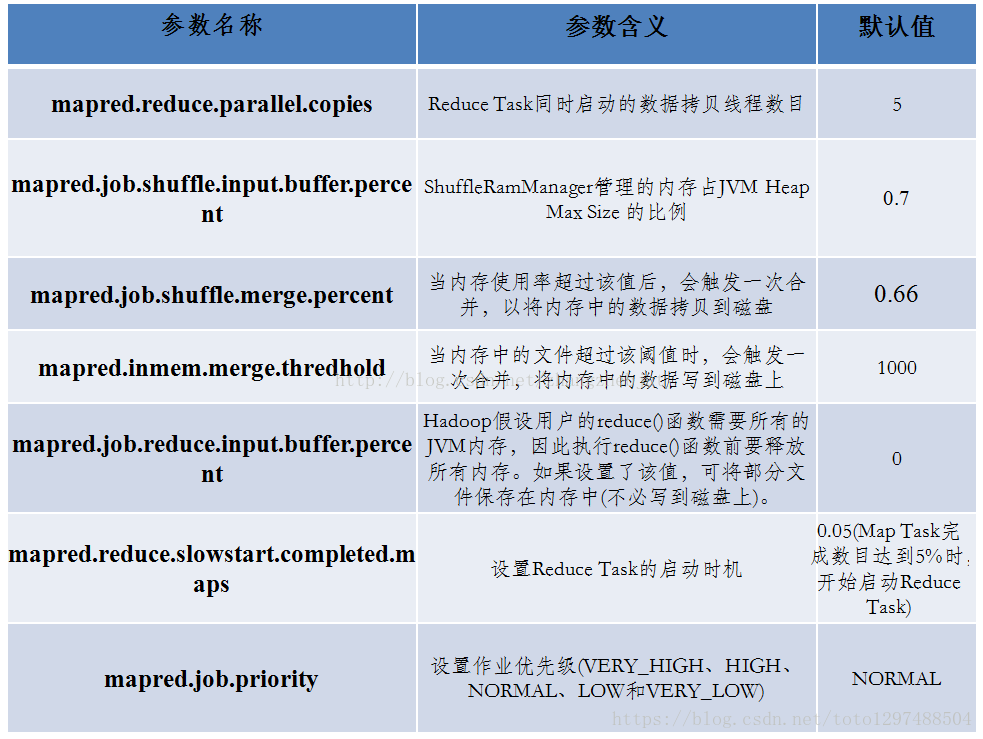 参数名称
参数含义
默认值
mapred.reduce.parallel.copies
Reduce Task同时启动的数据拷贝线程数目
5
mapred.job.shuffle.input.buffer.perce
nt
ShuffleRamManager管理的内存占JVM Heap
Max Size 的比例
0.7
mapred.job.shuffle.merge.percent
当内存使用率超过该值后，会触发一次合
并，以将内存中的数据拷贝到磁盘
0.66
mapred.inmem.merge.thredhold
当内存中的文件超过该阈值时，会触发一
次合并，将内存中的数据写到磁盘上
1000
mapred.job.reduce.input.buffer.perce
nt
Hadoop假设用户的reduce()函数需要所有的
JVM内存，因此执行reduce()函数前要释放
所有内存。如果设置了该值，可将部分文
件保存在内存中(不必写到磁盘上)。
0
mapred.reduce.slowstart.completed.m
aps
设置Reduce Task的启动时机
0.05(Map Task完
成数目达到5%时，
开始启动Reduce
Task)
mapred.job.priority
设置作业优先级(VERY_HIGH、HIGH、
NORMAL、LOW和VERY_LOW)
NORMAL
https://blog.csdn.net/toto1297488504